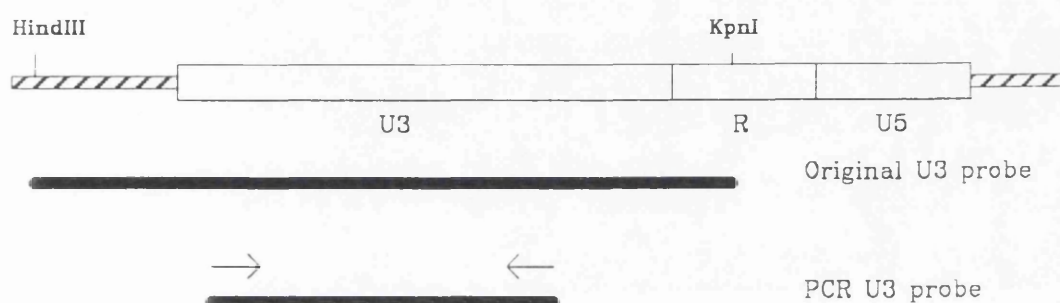 HindIII KpnI
U3 R U5
Original U3 probe
PCR U3 probe